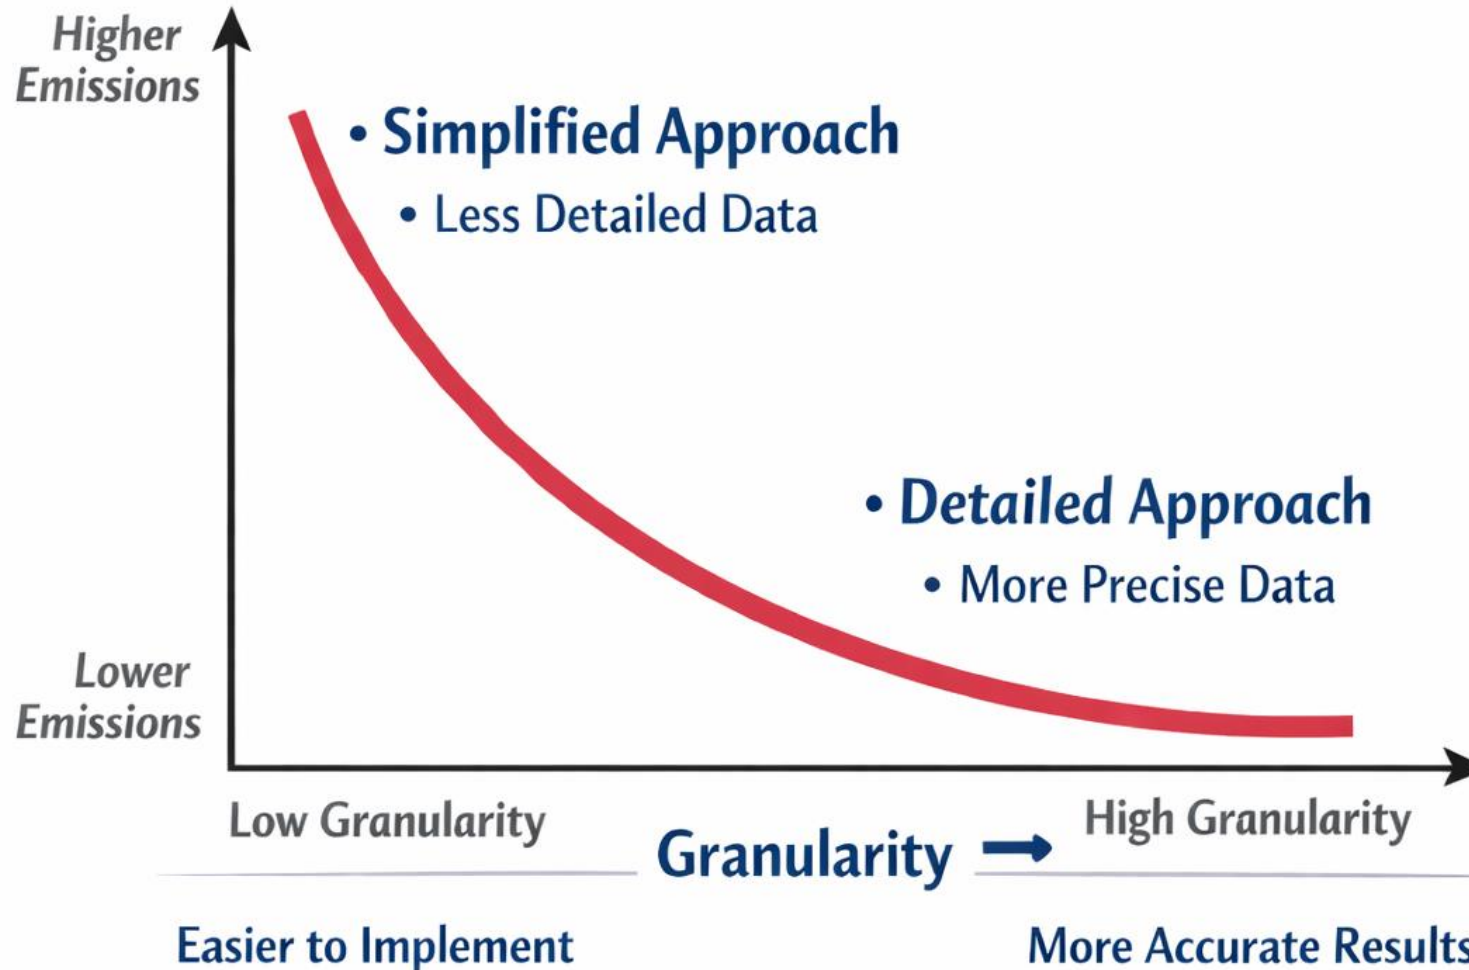 Higher
Emissions
• Simplified Approach
• Less Detailed Data
• Detailed Approach
• More Precise Data
Lower
Emissions
Low Granularity
High Granularity
Granularity
Easier to Implement
More Accurate Results